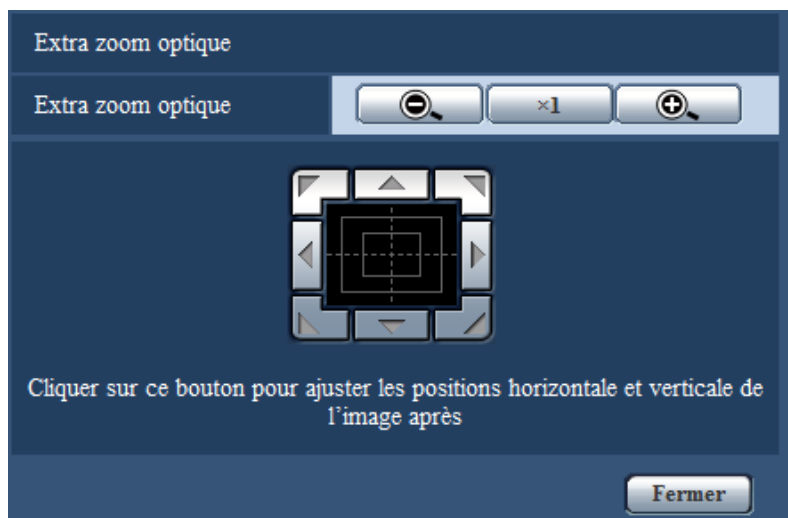 Extra zoom optique
Extra zoom optique
×1
Cliquer sur ce bouton pour ajuster les positions horizontale et verticale de
l'image après
Fermer